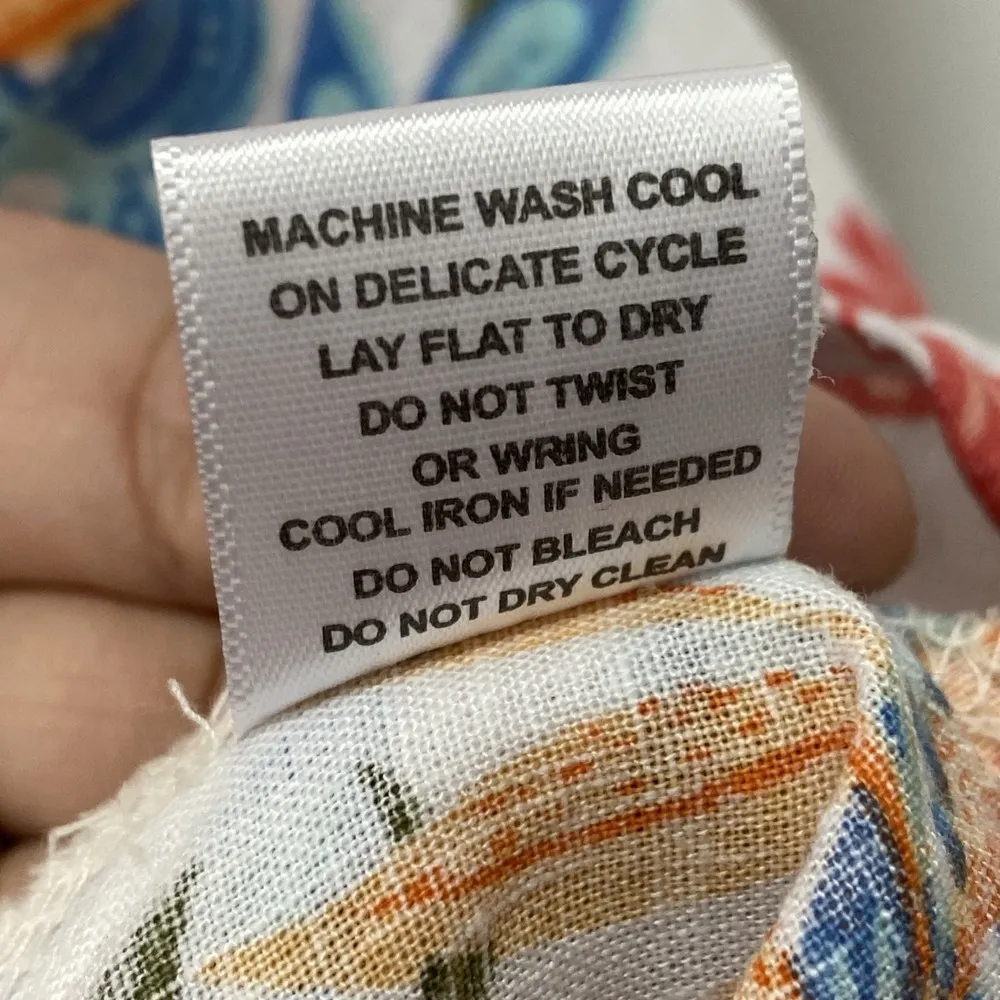 MACHINE WASH COOL
ON DELICATE CYCLE
LAY FLAT TO DRY
DO NOT TWIST
OR WRING
COOL IRON IF NEEDED
DO NOT BLEACH
DO NOT DRY CLEAN